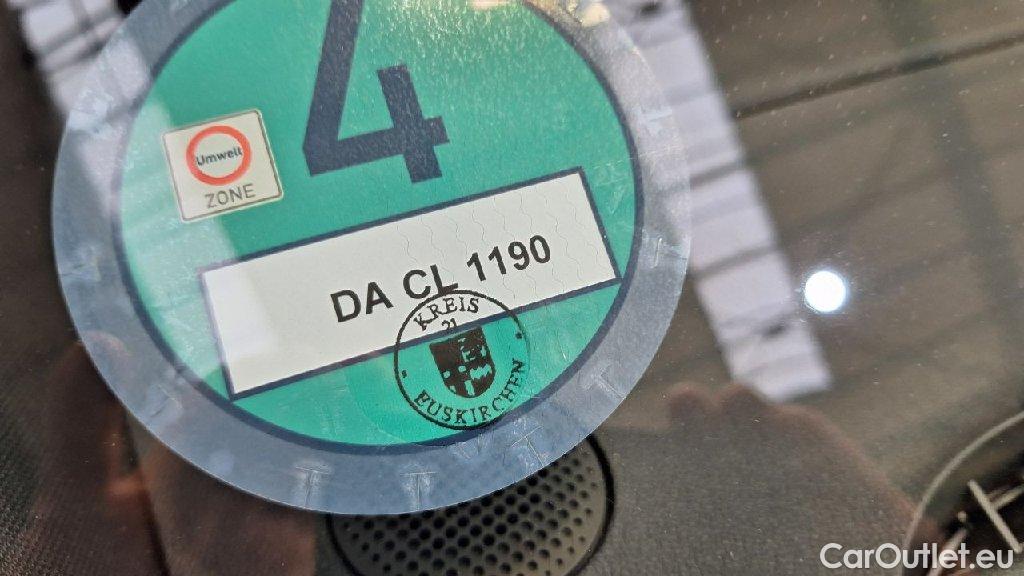 4
Umwelt
ZONE
DA CL 1190
KREIS
21
EUSKIRCHEN
CarOutlet.eu